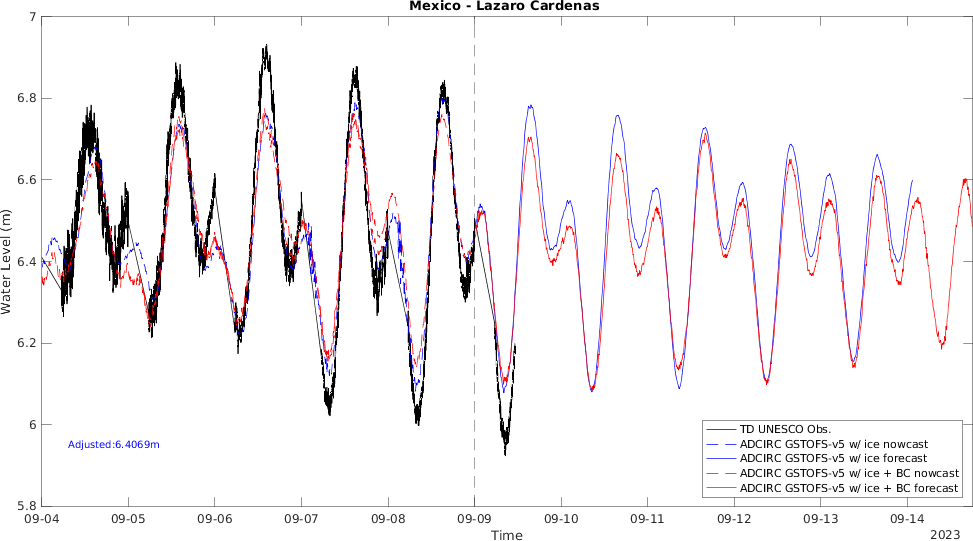 Mexico - Lazaro Cardenas
Water Level (m)
7
6.8
6.6
6.4
6.2
6
5.8
Adjusted:6.4069m
TD UNESCO Obs.
ADCIRC GSTOFS-v5 w/ ice nowcast
ADCIRC GSTOFS-v5 w/ ice forecast
ADCIRC GSTOFS-v5 w/ ice + BC nowcast
ADCIRC GSTOFS-v5 w/ ice + BC forecast
09-04 09-05 09-06 09-07 09-08 09-09 09-10 09-11 09-12 09-13 09-14
Time
2023